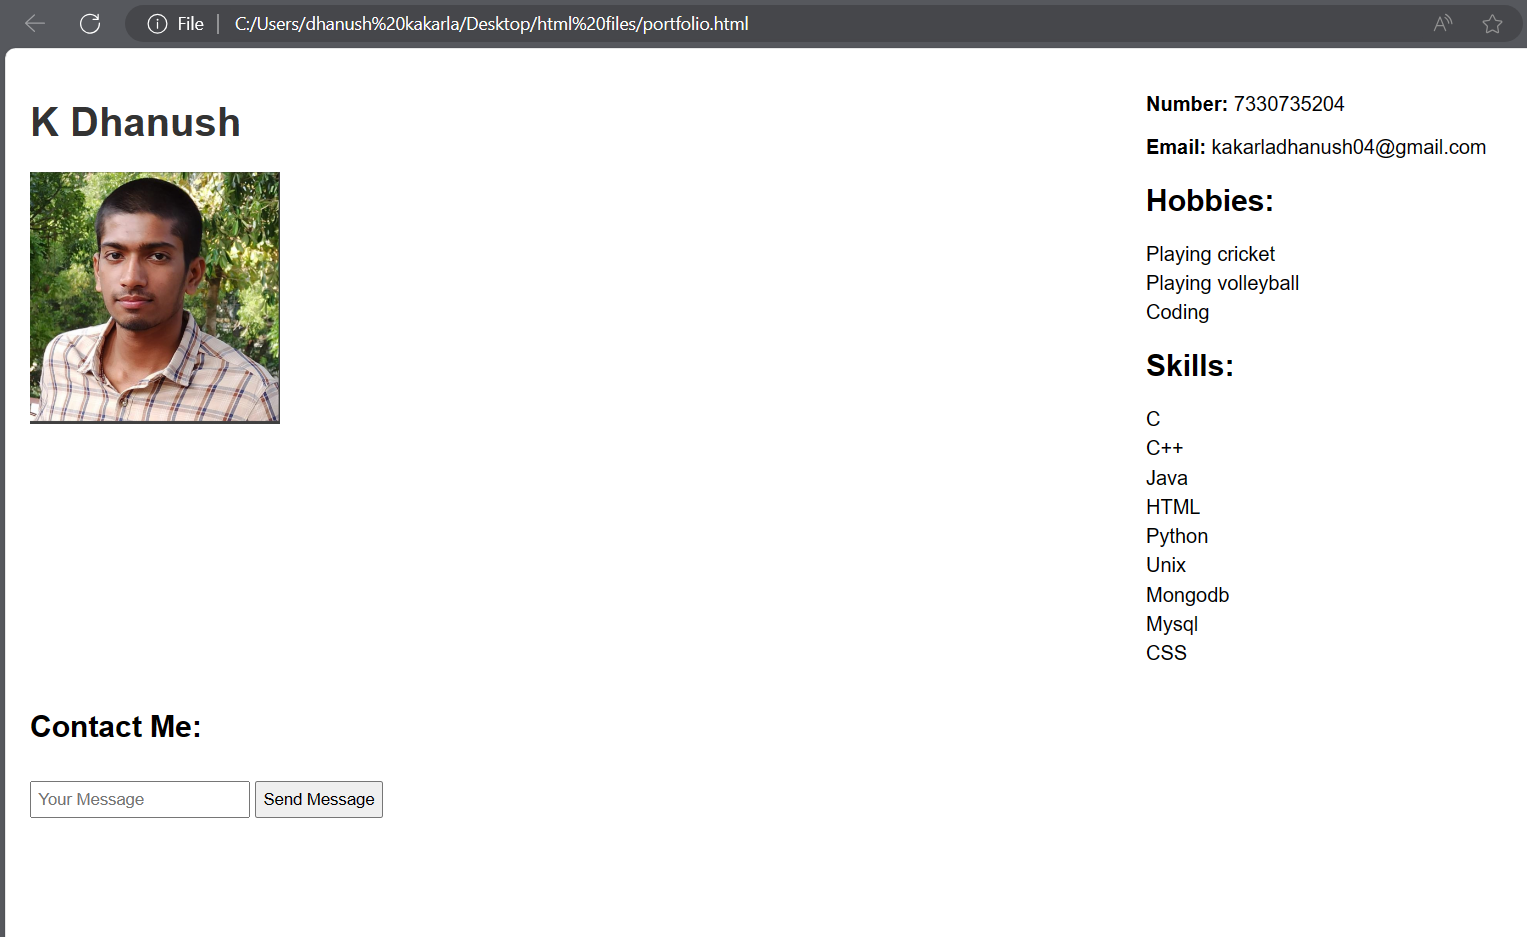 File
C:/Users/dhanush%20kakarla/Desktop/html%20files/portfolio.html
K Dhanush
Number: 7330735204
Email: kakarladhanush04@gmail.com
Hobbies:
Playing cricket
Playing volleyball
Coding
Skills:
C
C++
Java
HTML
Python
Unix
Mongodb
Mysql
CSS
Contact Me:
Your Message
Send Message